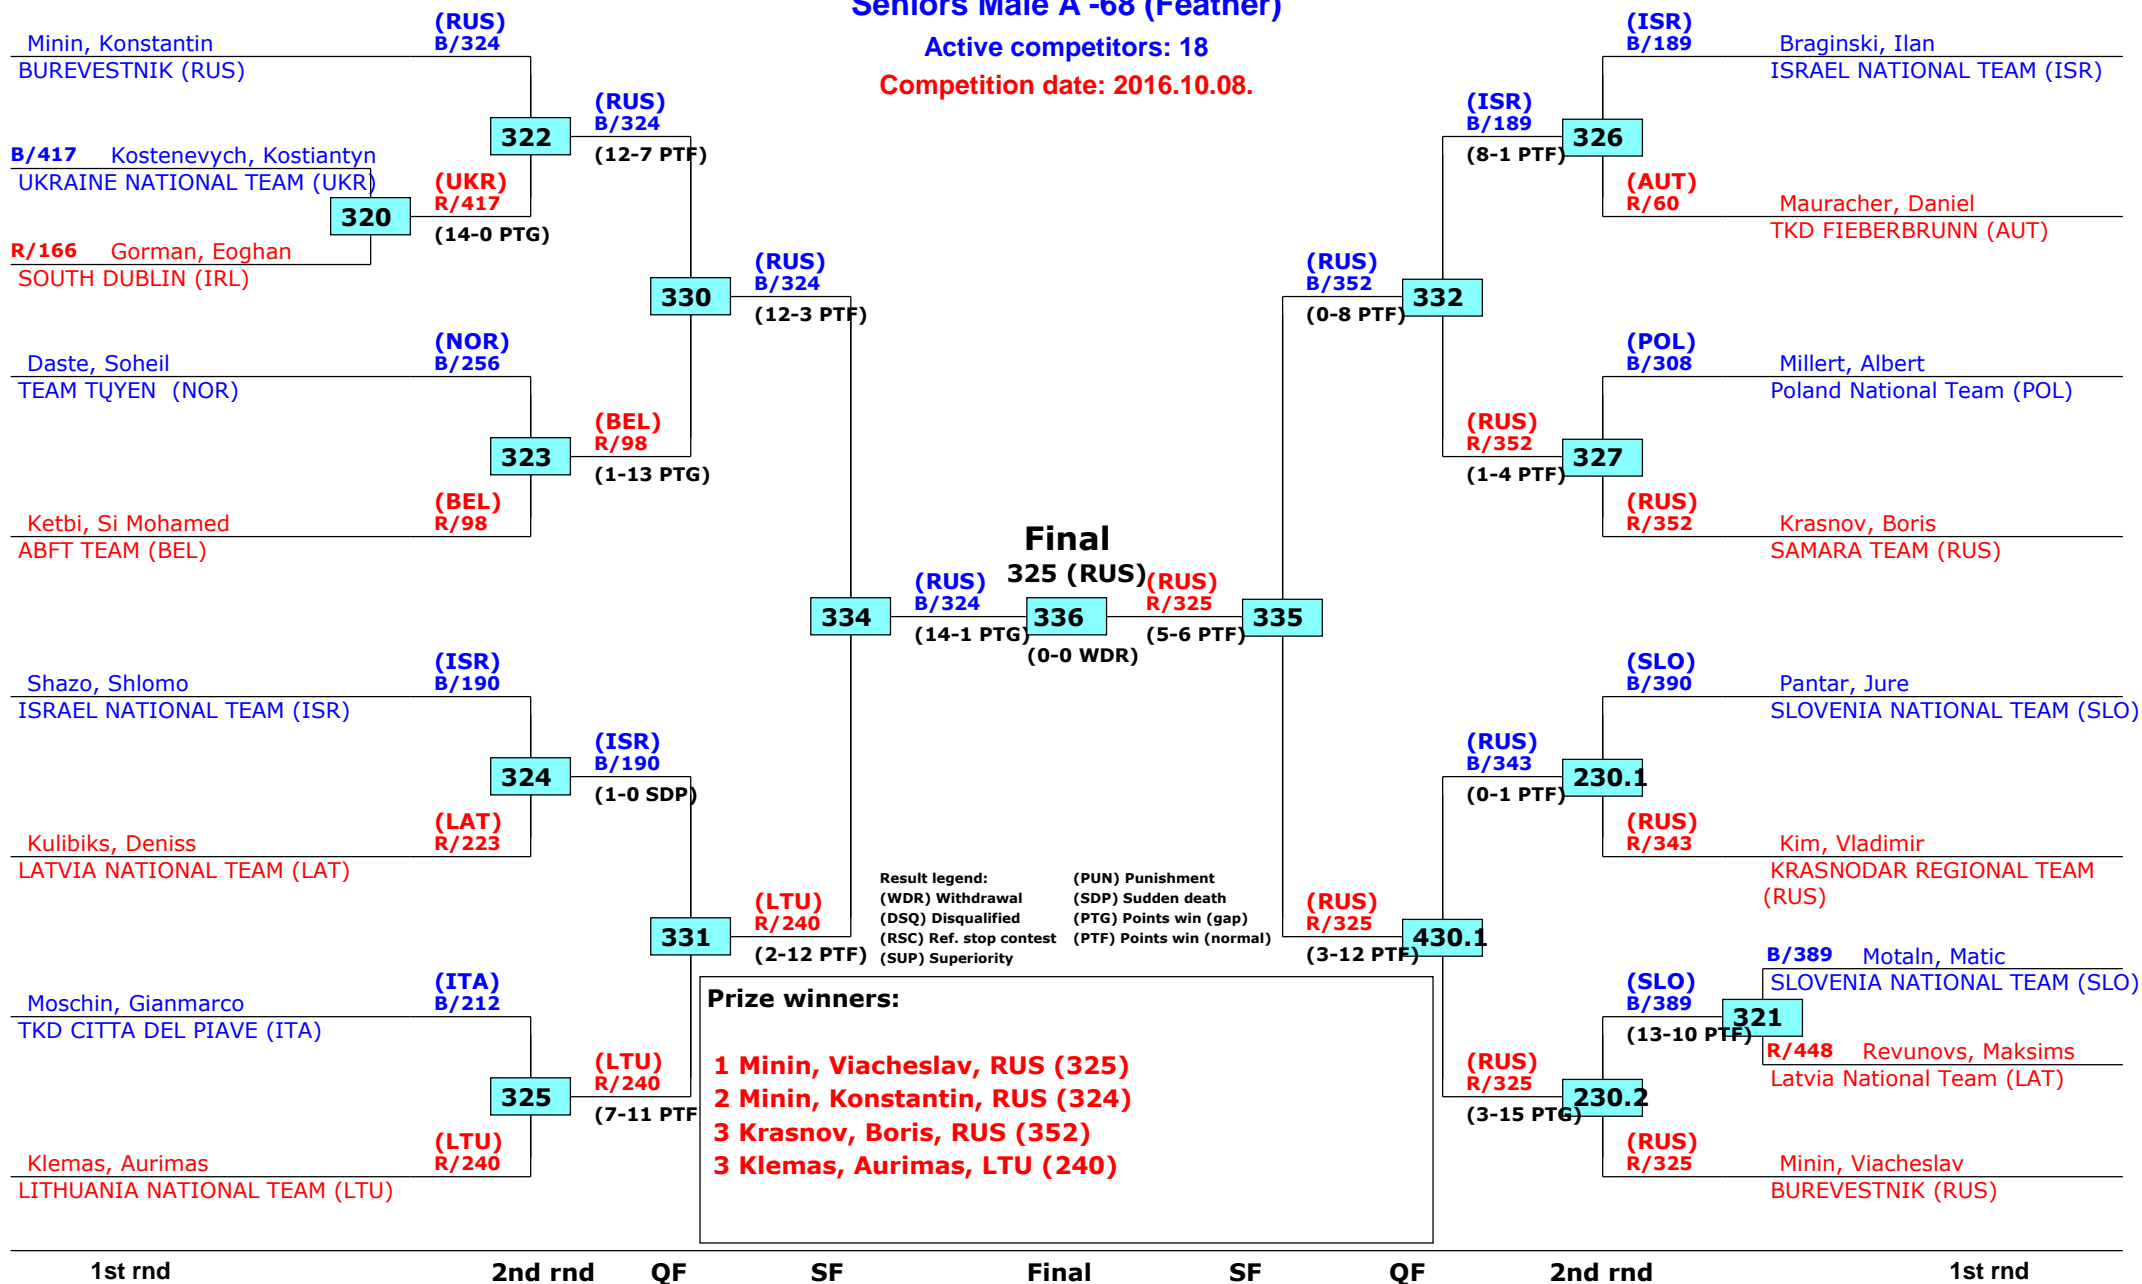 Seniors Male A -68 (Feather)
Active competitors: 18
Competition date: 2016.10.08.
(RUS)
B/324
Minin, Konstantin
BUREVESTNIK (RUS)
322
(RUS)
B/324
(12-7 PTF)
B/417 Kostenevych, Kostiantyn
UKRAINE NATIONAL TEAM (UKR)
320
(UKR)
R/417
(14-0 PTG)
R/166 Gorman, Eoghan
SOUTH DUBLIN (IRL)
330
(RUS)
B/324
(12-3 PTF)
(NOR)
B/256
Daste, Soheil
TEAM TỤYEN (NOR)
323
(BEL)
R/98
(1-13 PTG)
(BEL)
R/98
Ketbi, Si Mohamed
ABFT TEAM (BEL)
334
(RUS)
B/324
(14-1 PTG)
(ISR)
B/190
Shazo, Shlomo
ISRAEL NATIONAL TEAM (ISR)
324
(ISR)
B/190
(1-0 SDP)
(LAT)
R/223
Kulibiks, Deniss
LATVIA NATIONAL TEAM (LAT)
331
(LTU)
R/240
(2-12 PTF)
(ITA)
B/212
Moschin, Gianmarco
TKD CITTA DEL PIAVE (ITA)
325
(LTU)
R/240
(7-11 PTF
(LTU)
R/240
Klemas, Aurimas
LITHUANIA NATIONAL TEAM (LTU)
Final
325 (RUS)
336
(0-0 WDR)
(RUS)
R/325
(5-6 PTF)
335
(ISR)
B/189
Braginski, Ilan
ISRAEL NATIONAL TEAM (ISR)
(ISR)
B/189
(8-1 PTF)
326
(AUT)
R/60
Mauracher, Daniel
TKD FIEBERBRUNN (AUT)
(RUS)
B/352
(0-8 PTF)
332
(POL)
B/308
Millert, Albert
Poland National Team (POL)
(RUS)
R/352
(1-4 PTF)
327
(RUS)
R/352
Krasnov, Boris
SAMARA TEAM (RUS)
(SLO)
B/390
Pantar, Jure
SLOVENIA NATIONAL TEAM (SLO)
(RUS)
B/343
(0-1 PTF)
230.1
(RUS)
R/343
Kim, Vladimir
KRASNODAR REGIONAL TEAM
(RUS)
(RUS)
R/325
(3-12 PTF)
430.1
B/389 Motaln, Matic
SLOVENIA NATIONAL TEAM (SLO)
(SLO)
B/389
(13-10 PTF)
321
R/448 Revunovs, Maksims
Latvia National Team (LAT)
(RUS)
R/325
(3-15 PTG)
230.2
(RUS)
R/325
Minin, Viacheslav
BUREVESTNIK (RUS)
Result legend:
(WDR) Withdrawal
(DSQ) Disqualified
(RSC) Ref. stop contest
(SUP) Superiority
(PUN) Punishment
(SDP) Sudden death
(PTG) Points win (gap)
(PTF) Points win (normal)
Prize winners:
1 Minin, Viacheslav, RUS (325)
2 Minin, Konstantin, RUS (324)
3 Krasnov, Boris, RUS (352)
3 Klemas, Aurimas, LTU (240)
1st rnd 2nd rnd QF SF Final SF QF 2nd rnd 1st rnd